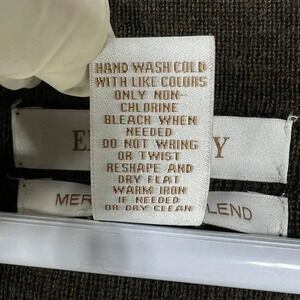 HAND WASH COLD
WITH LIKE COLORS
ONLY NON-
CHLORINE
BLEACH WHEN
NEEDED
DO NOT WRING
OR TWIST
RESHAPE AND
DRY FLAT
WARM IRON
IF NEEDED
OR DRY CLEAN